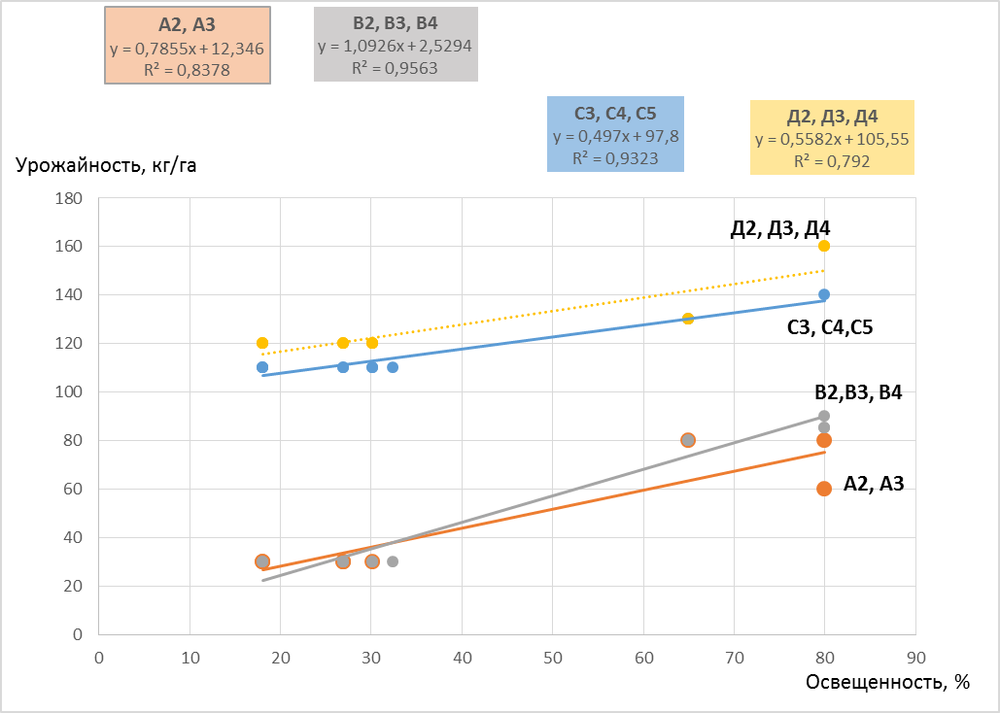 А2, А3
y = 0,7855x + 12,346
R² = 0,8378
В2, В3, В4
y = 1,0926x + 2,5294
R² = 0,9563
С3, С4, С5
y = 0,497x + 97,8
R² = 0,9323
Д2, Д3, Д4
y = 0,5582x + 105,55
R² = 0,792
Урожайность, кг/га
180
160
140
120
100
80
60
40
20
0
Д2, Д3, Д4
С3, С4,С5
В2,В3, В4
А2, А3
0 10 20 30 40 50 60 70 80 90
Освещенность, %